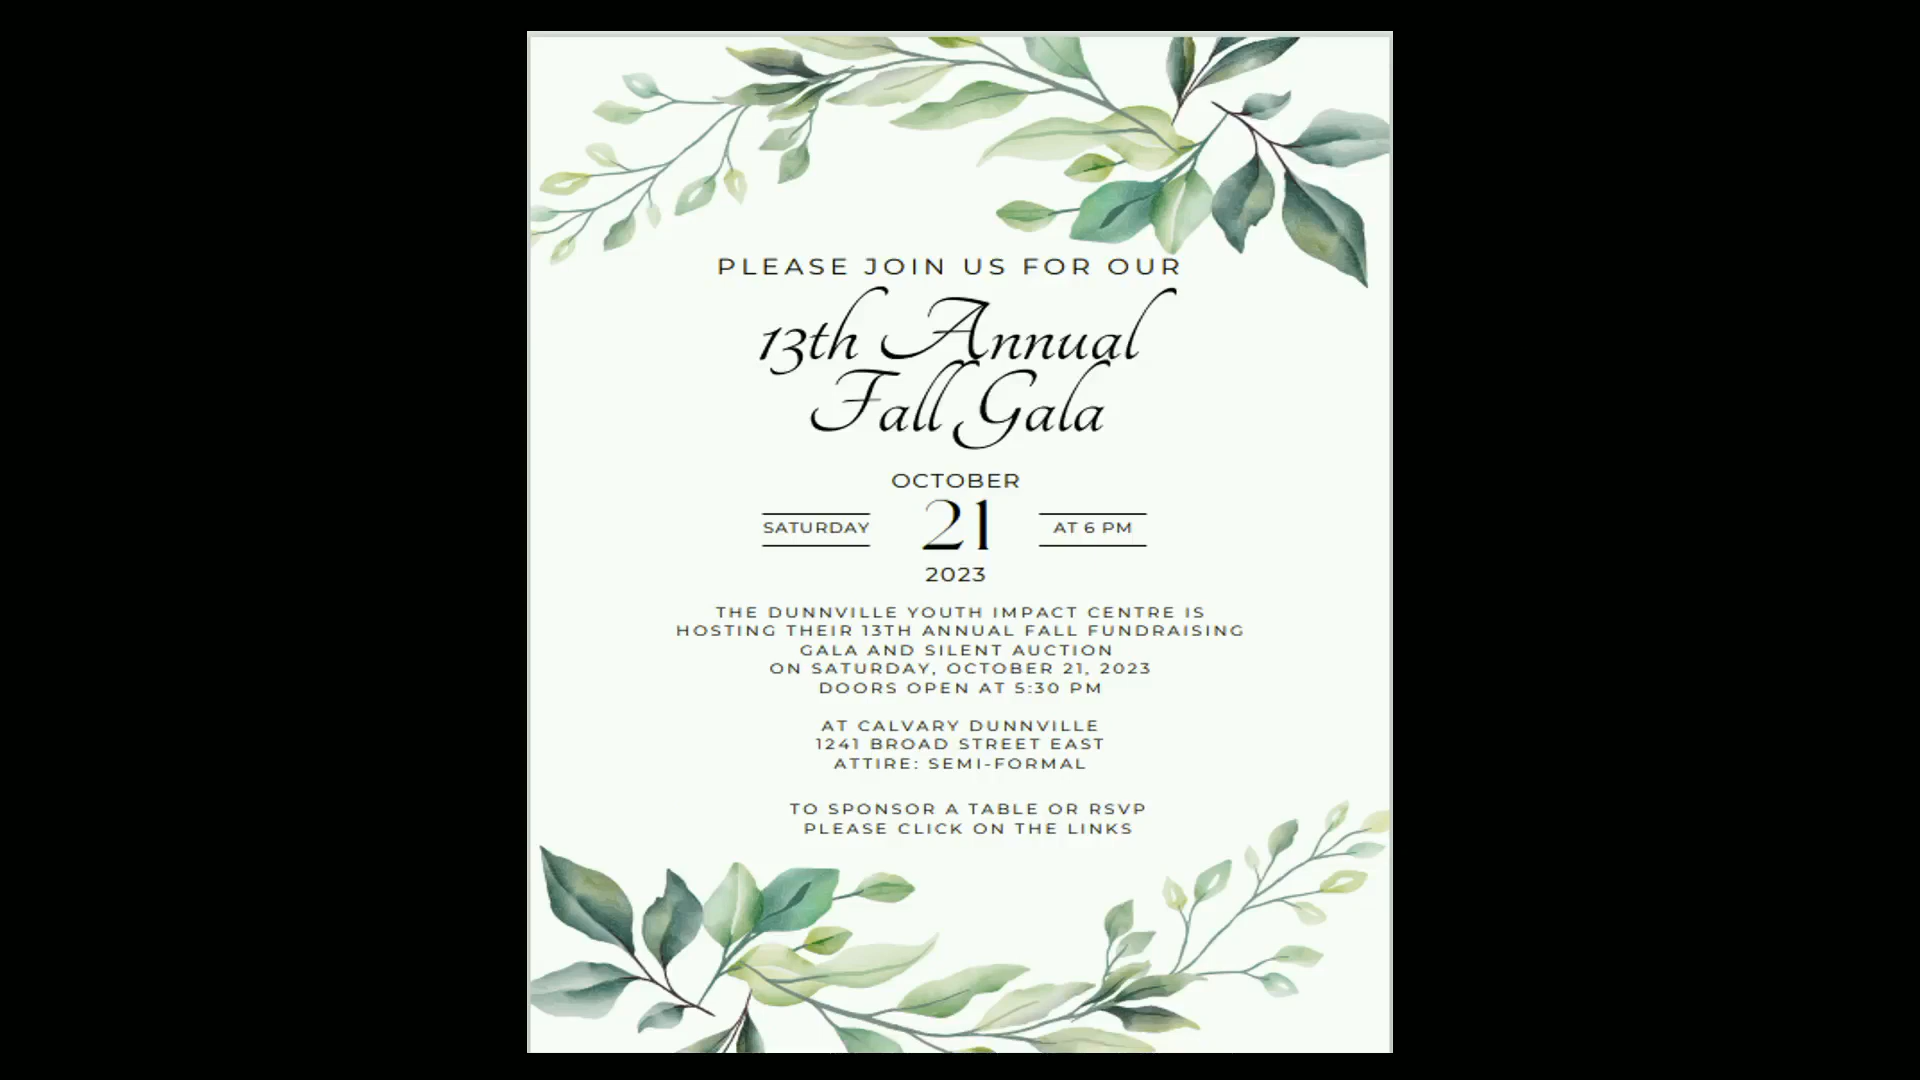 PLEASE JOIN US FOR OUR
13th Annual
Fall Gala
OCTOBER
SATURDAY 21 AT 6 PM
2023
THE DUNNVILLE YOUTH IMPACT CENTRE IS
HOSTING THEIR 13TH ANNUAL FALL FUNDRAISING
GALA AND SILENT AUCTION
ON SATURDAY, OCTOBER 21, 2023
DOORS OPEN AT 5:30 PM
AT CALVARY DUNNVILLE
1241 BROAD STREET EAST
ATTIRE: SEMI-FORMAL
TO SPONSOR A TABLE OR RSVP
PLEASE CLICK ON THE LINKS